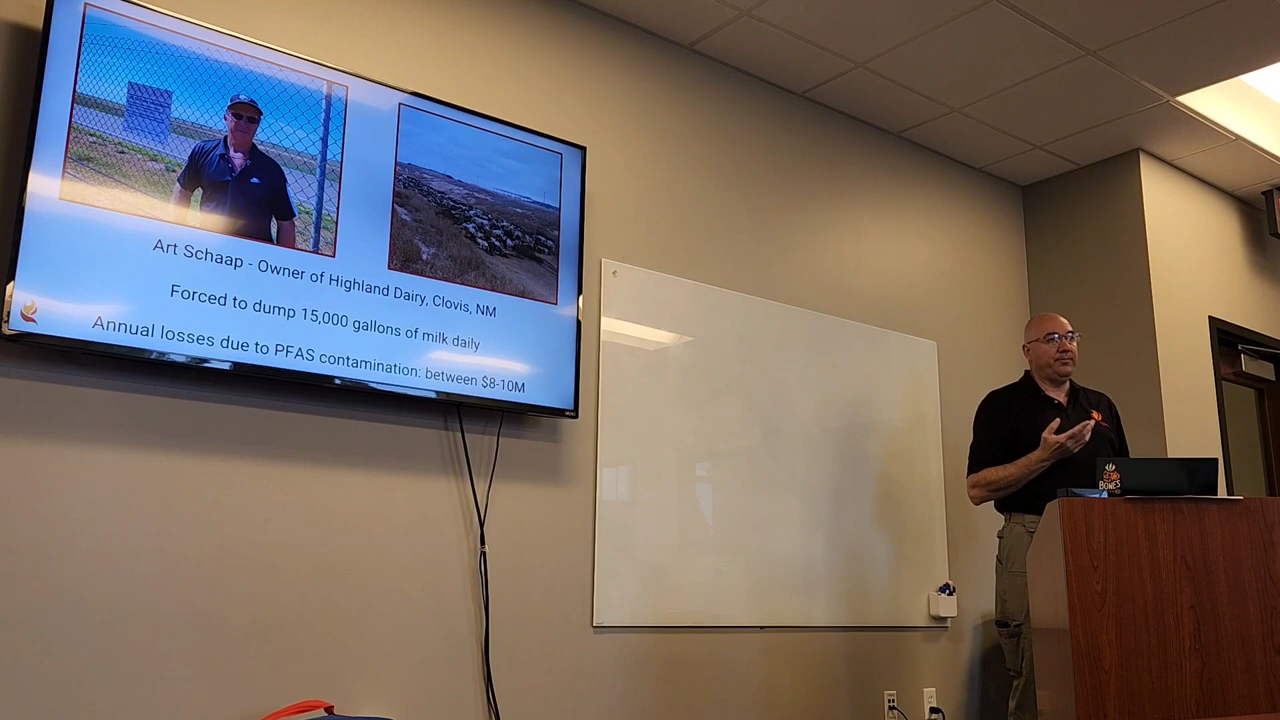 Art Schaap - Owner of Highland Dairy, Clovis, NM
Forced to dump 15,000 gallons of milk daily
Annual losses due to PFAS contamination: between $8-10M
BONES